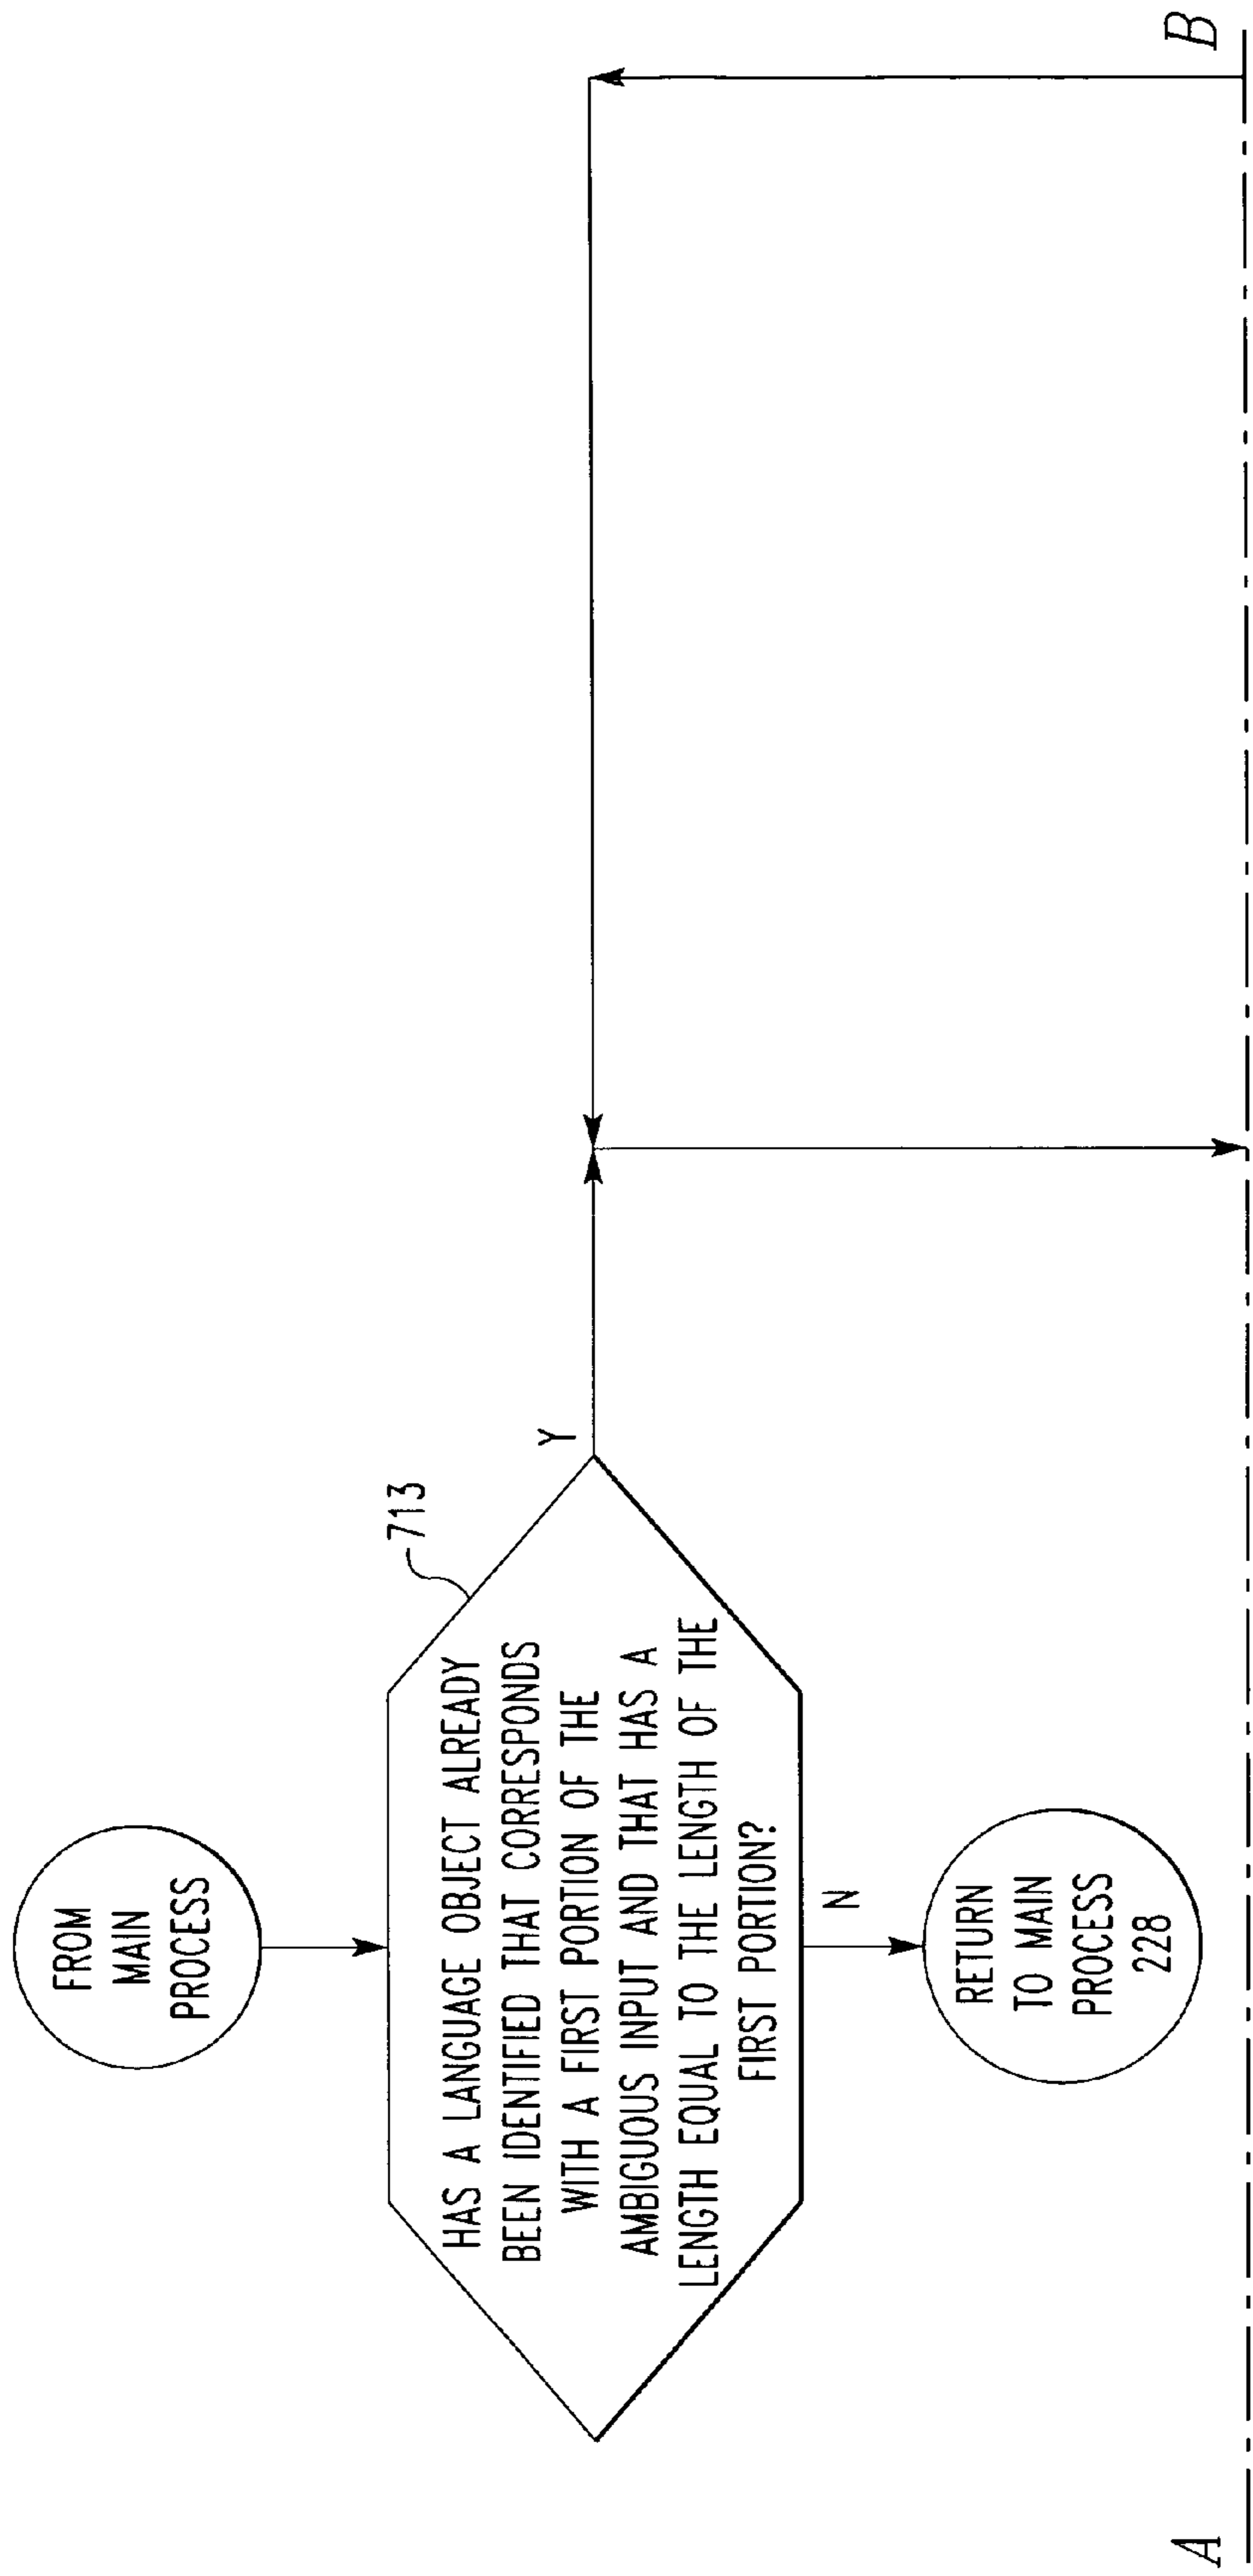 FROM
MAIN
PROCESS
713
HAS A LANGUAGE OBJECT ALREADY
BEEN IDENTIFIED THAT CORRESPONDS
WITH A FIRST PORTION OF THE
AMBIGUOUS INPUT AND THAT HAS A
LENGTH EQUAL TO THE LENGTH OF THE
FIRST PORTION?
Y
N
RETURN
TO MAIN
PROCESS
228
A
B